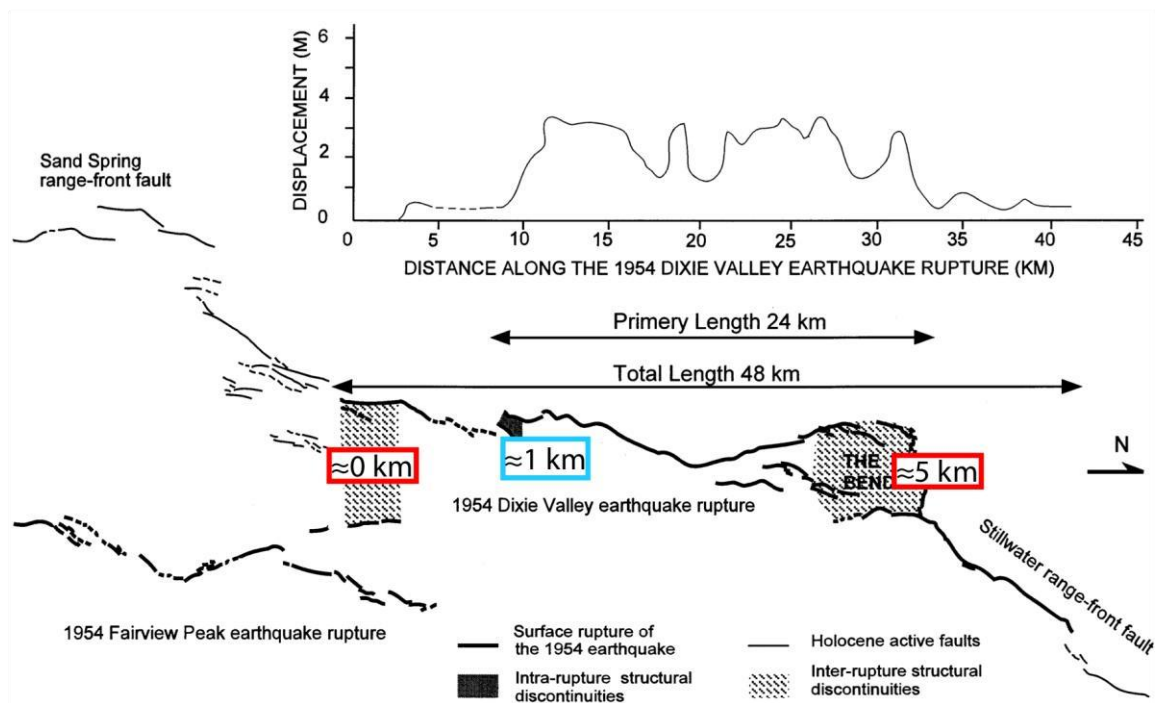 DISPLACEMENT (M)
6
4
2
0
0 5 10 15 20 25 30 35 40 45
DISTANCE ALONG THE 1954 DIXIE VALLEY EARTHQUAKE RUPTURE (KM)
Sand Spring
range-front fault
Primery Length 24 km
Total Length 48 km
≈0 km
≈1 km
THE
BEND
≈5 km
N
1954 Dixie Valley earthquake rupture
Stillwater range-front fault
1954 Fairview Peak earthquake rupture
Surface rupture of
the 1954 earthquake
Holocene active faults
Intra-rupture structural
discontinuities
Inter-rupture structural
discontinuities